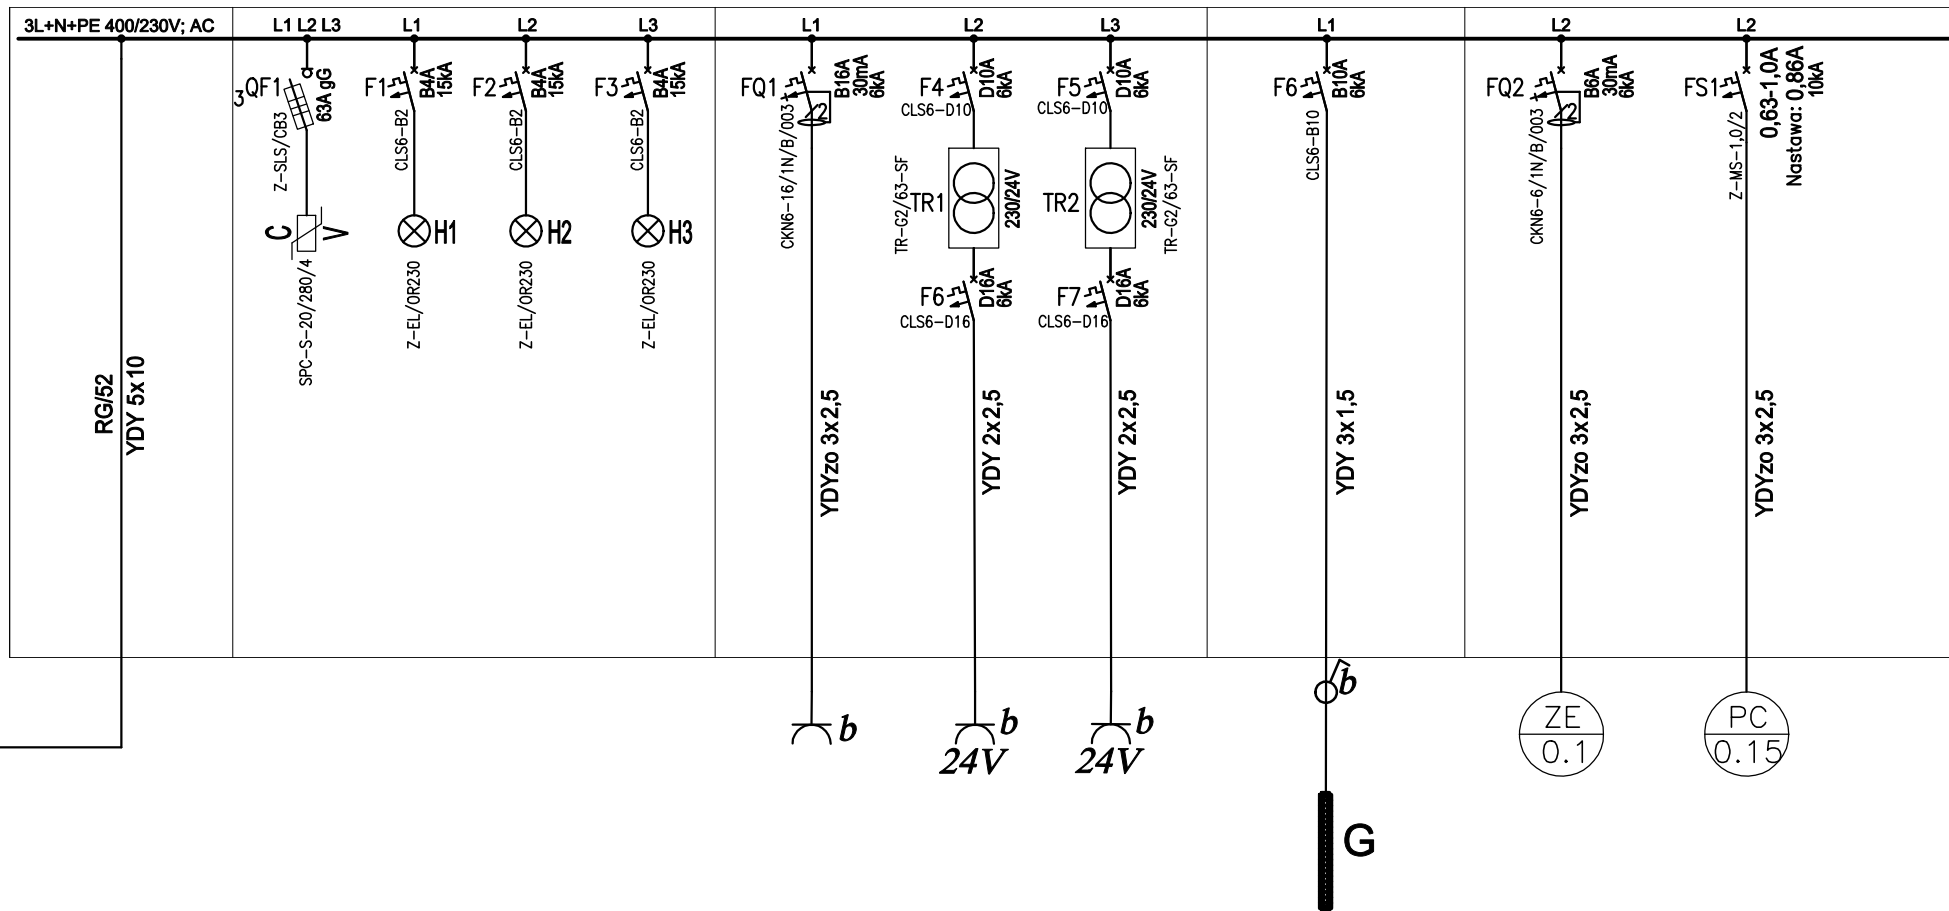 3L+N+PE 400/230V; AC
L1 L2 L3
L1
L2
L3
L1
L2
L3
L1
L2
L2
RG/52
YDY 5x10
3
QF1
63A gG
Z-SLS/CB3
C
V
SPC-S-20/280/4
F1
B4A
15kA
CLS6-B2
H1
Z-EL/OR230
F2
B4A
15kA
CLS6-B2
H2
Z-EL/OR230
F3
B4A
15kA
CLS6-B2
H3
Z-EL/OR230
FQ1
B16A
30mA
6kA
2
CKN6-16/1N/B/003
YDYzo 3x2,5
b
F4
D10A
6kA
CLS6-D10
TR1
230/24V
TR-G2/63-SF
F6
D16A
6kA
CLS6-D16
YDY 2x2,5
b
24V
F5
D10A
6kA
CLS6-D10
TR2
230/24V
TR-G2/63-SF
F7
D16A
6kA
CLS6-D16
YDY 2x2,5
b
24V
F6
B10A
6kA
CLS6-B10
YDY 3x1,5
b
G
FQ2
B6A
30mA
6kA
2
CKN6-6/1N/B/003
YDYzo 3x2,5
ZE
0.1
FS1
0,63-1,0A
Nastawa: 0,86A
10kA
Z-MS-1,0/2
YDYzo 3x2,5
PC
0.15